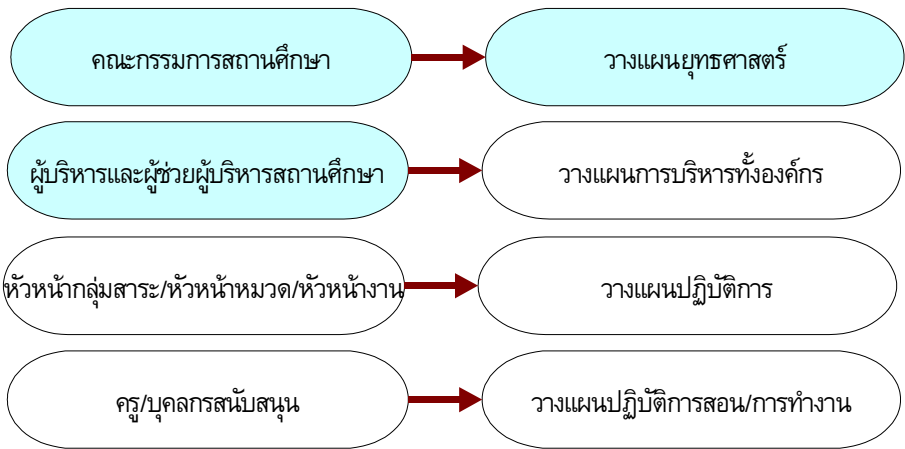 คณะกรรมการสถานศึกษา
วางแผนยุทธศาสตร์
ผู้บริหารและผู้ช่วยผู้บริหารสถานศึกษา
วางแผนการบริหารทั้งองค์กร
หัวหน้ากลุ่มสาระ/หัวหน้าหมวด/หัวหน้างาน
วางแผนปฏิบัติการ
ครู/บุคลกรสนับสนุน
วางแผนปฏิบัติการสอน/การทำงาน